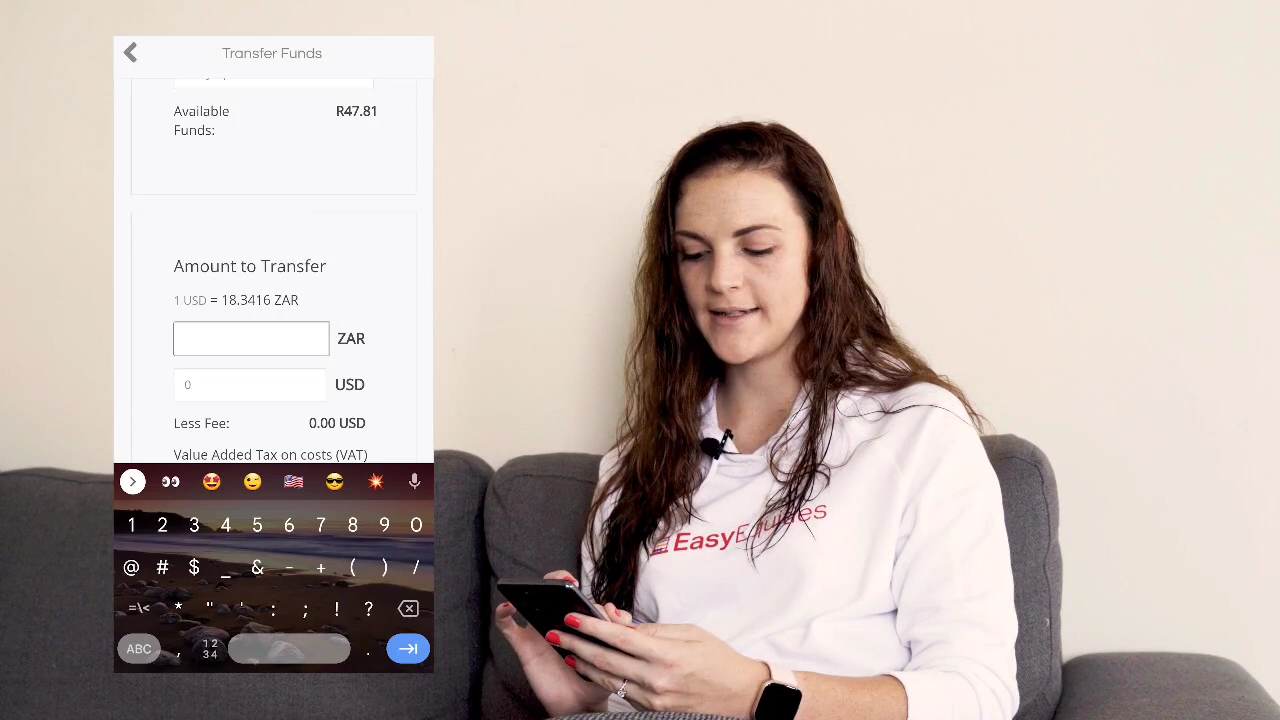 Transfer Funds
Available R47.81
Funds:
Amount to Transfer
1 USD = 18.3416 ZAR
ZAR
0 USD
Less Fee: 0.00 USD
Value Added Tax on costs (VAT)
1 2 3 4 5 6 7 8 9 0
@ # $ _ & - + ( ) /
=\< * " ' : ; ! ?
ABC , 12 .
34
EasyEquities